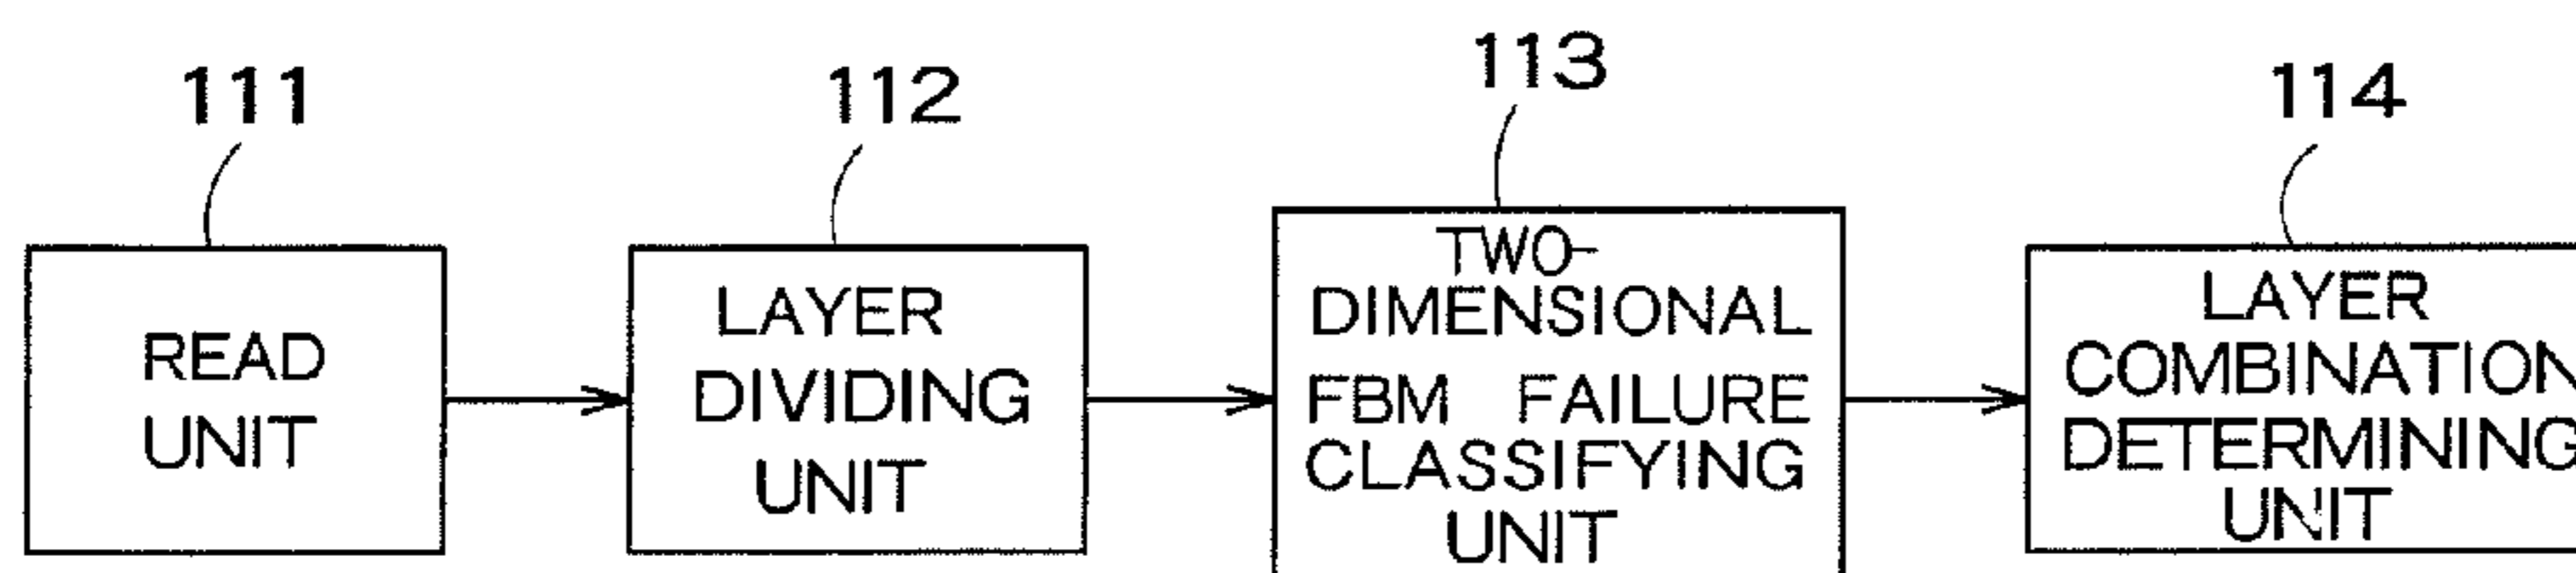 111
READ
UNIT
112
LAYER
DIVIDING
UNIT
113
TWO-
DIMENSIONAL
FBM FAILURE
CLASSIFYING
UNIT
114
LAYER
COMBINATION
DETERMINING
UNIT